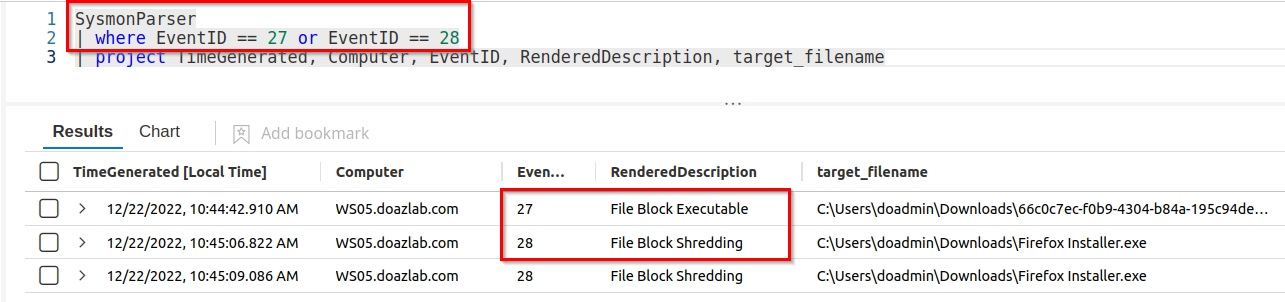 1 SysmonParser
2 | where EventID == 27 or EventID == 28
3 | project TimeGenerated, Computer, EventID, RenderedDescription, target_filename
...
Results Chart Add bookmark
TimeGenerated [Local Time] Computer Even... RenderedDescription target_filename
12/22/2022, 10:44:42.910 AM WS05.doazlab.com 27 File Block Executable C:\Users\doadmin\Downloads\66c0c7ec-f0b9-4304-b84a-195c94de...
12/22/2022, 10:45:06.822 AM WS05.doazlab.com 28 File Block Shredding C:\Users\doadmin\Downloads\Firefox Installer.exe
12/22/2022, 10:45:09.086 AM WS05.doazlab.com 28 File Block Shredding C:\Users\doadmin\Downloads\Firefox Installer.exe